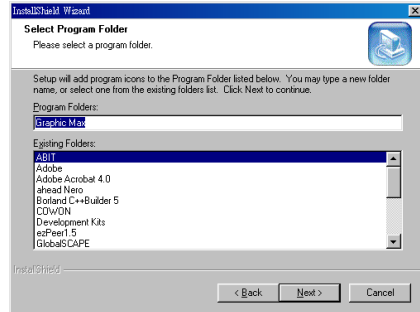 InstallShield Wizard
Select Program Folder
Please select a program folder.
Setup will add program icons to the Program Folder listed below. You may type a new folder
name, or select one from the existing folders list. Click Next to continue.
Program Folders:
Graphic Max
Existing Folders:
ABIT
Adobe
Adobe Acrobat 4.0
ahead Nero
Borland C++Builder 5
COWON
Development Kits
ezPeer1.5
GlobalSCAPE
InstallShield
< Back
Next >
Cancel